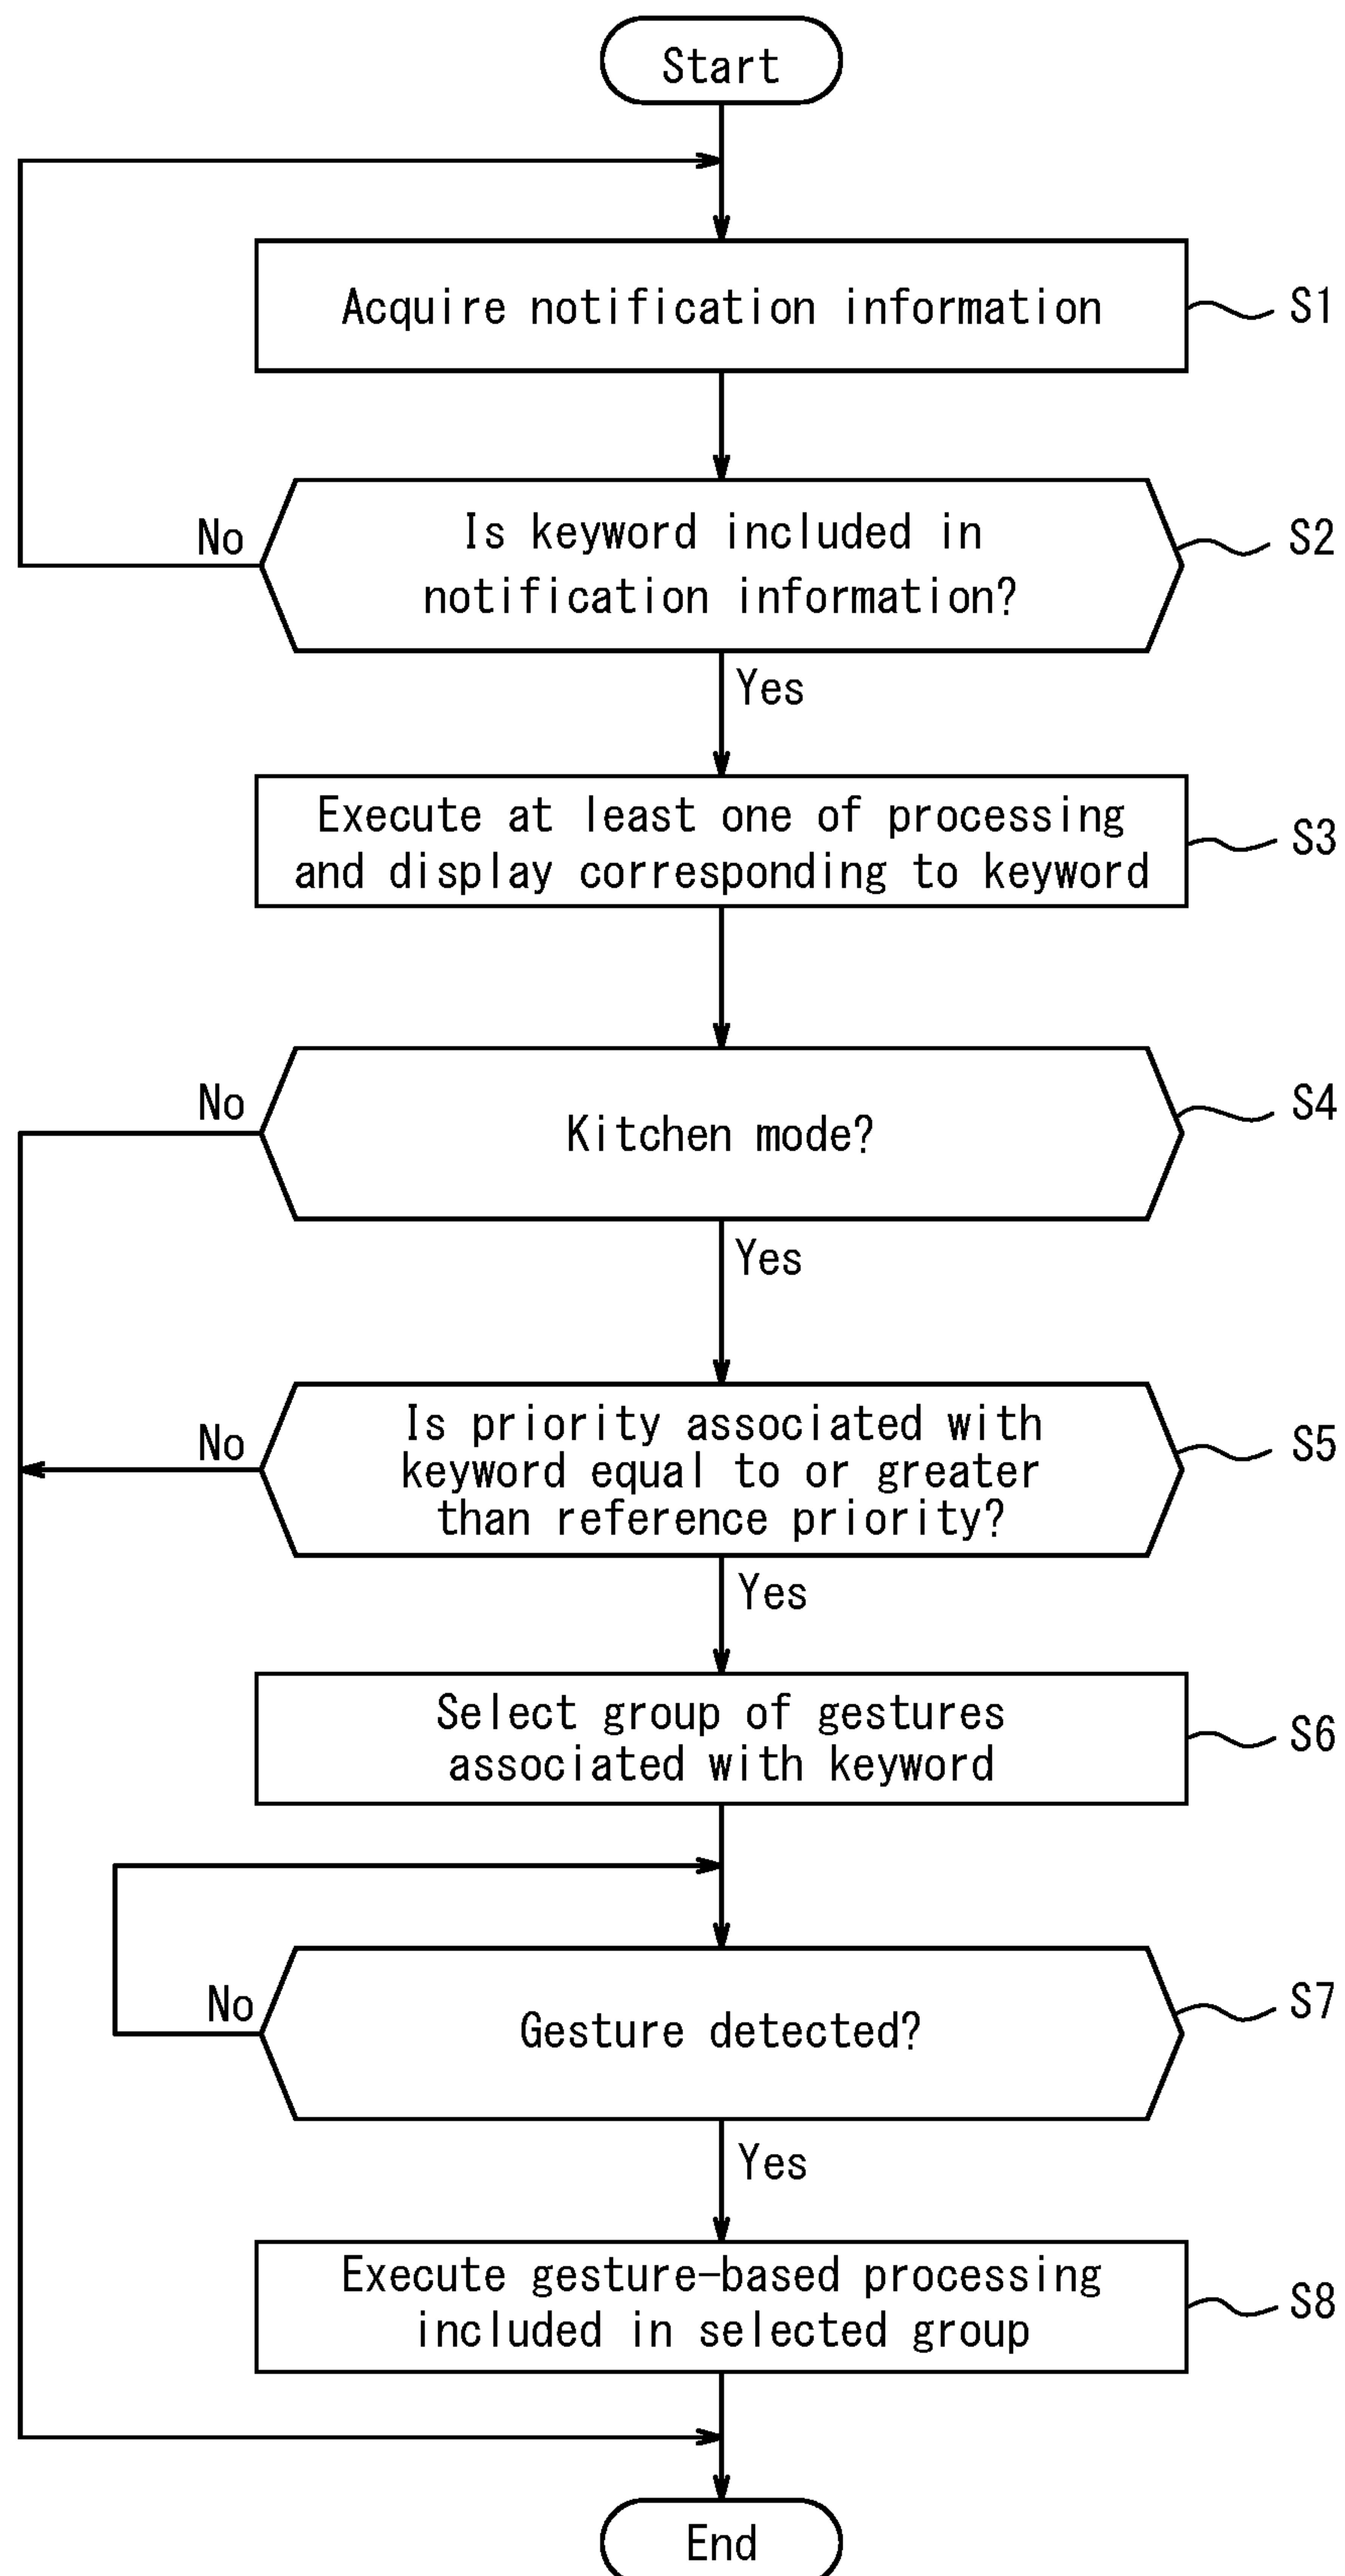 Start
Acquire notification information
S1
Is keyword included in
notification information?
S2
No
Yes
Execute at least one of processing
and display corresponding to keyword
S3
Kitchen mode?
S4
No
Yes
Is priority associated with
keyword equal to or greater
than reference priority?
S5
No
Yes
Select group of gestures
associated with keyword
S6
Gesture detected?
S7
No
Yes
Execute gesture-based processing
included in selected group
S8
End